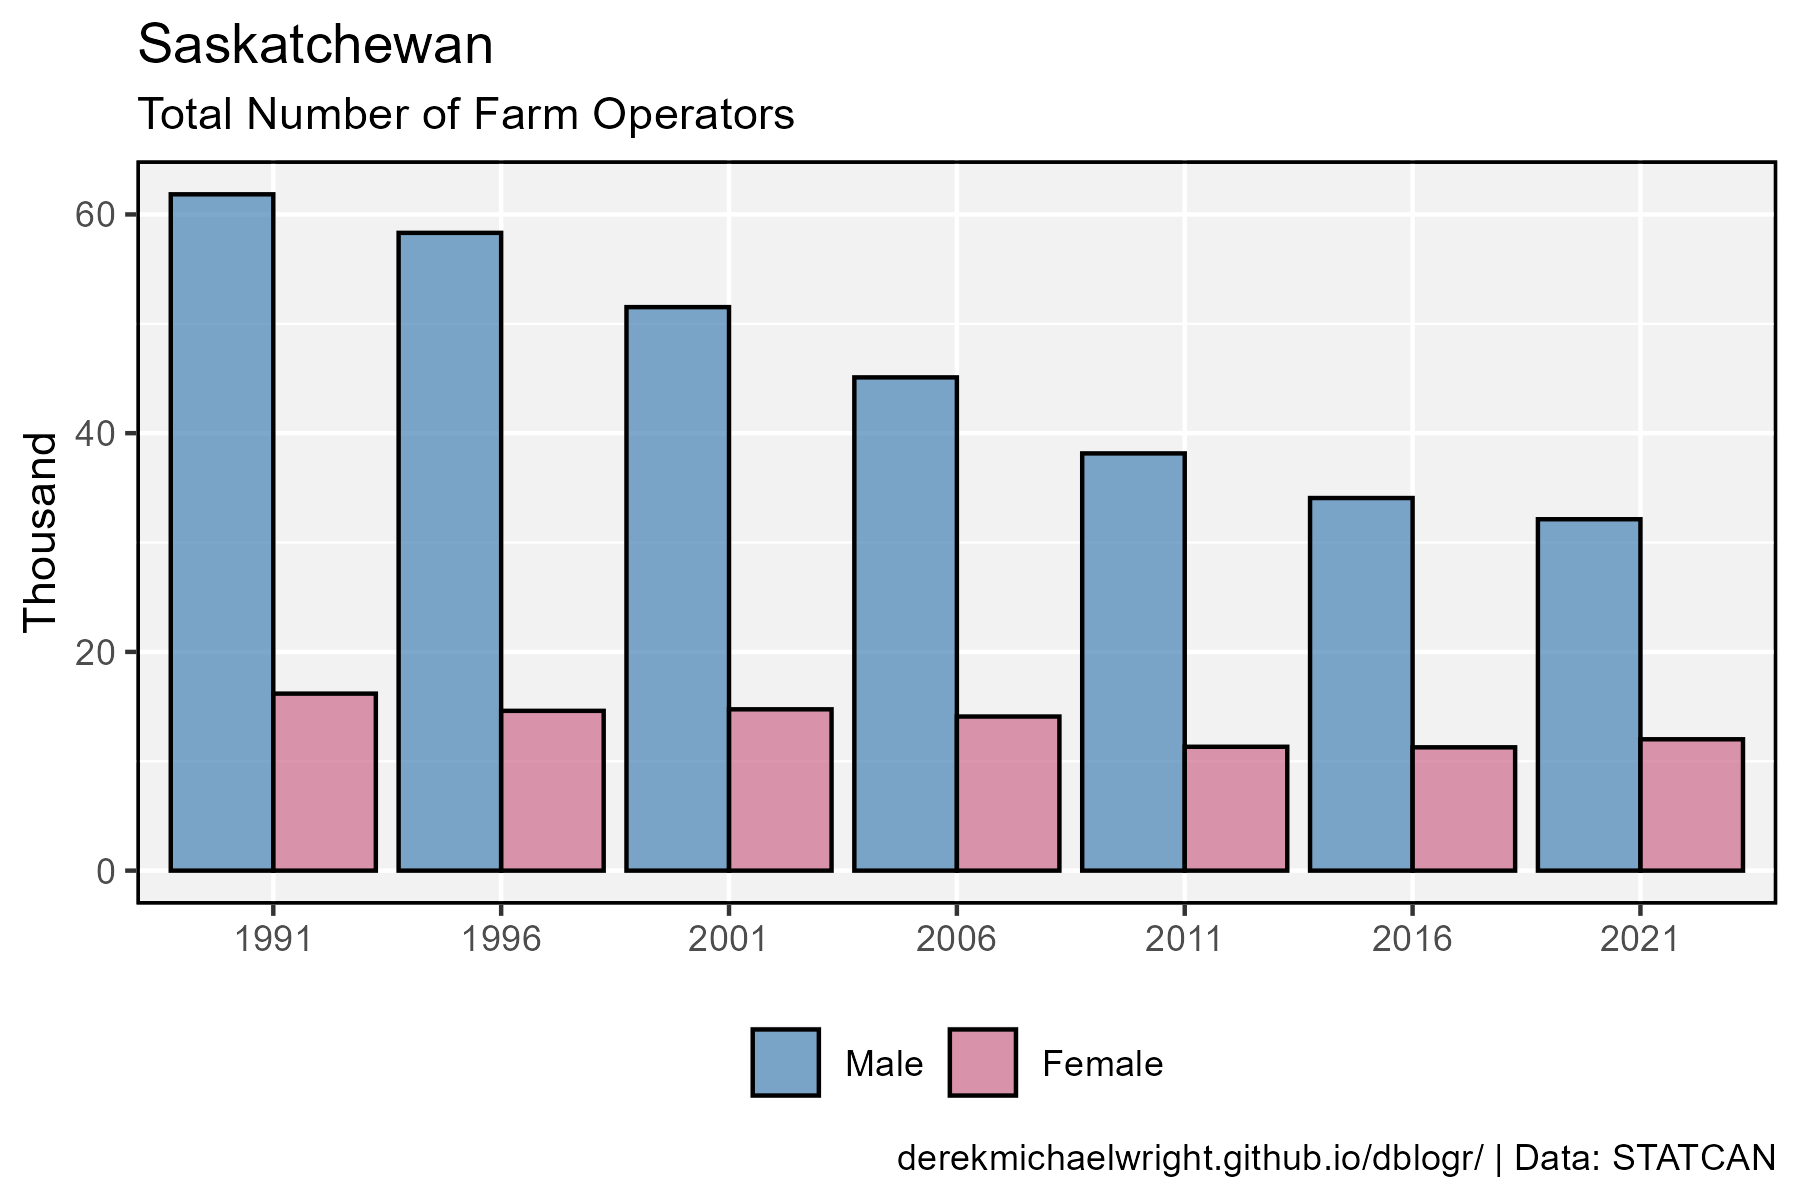 Saskatchewan
Total Number of Farm Operators
Thousand
60
40
20
0
1991 1996 2001 2006 2011 2016 2021
Male Female
derekmichaelwright.github.io/dblogr/ | Data: STATCAN